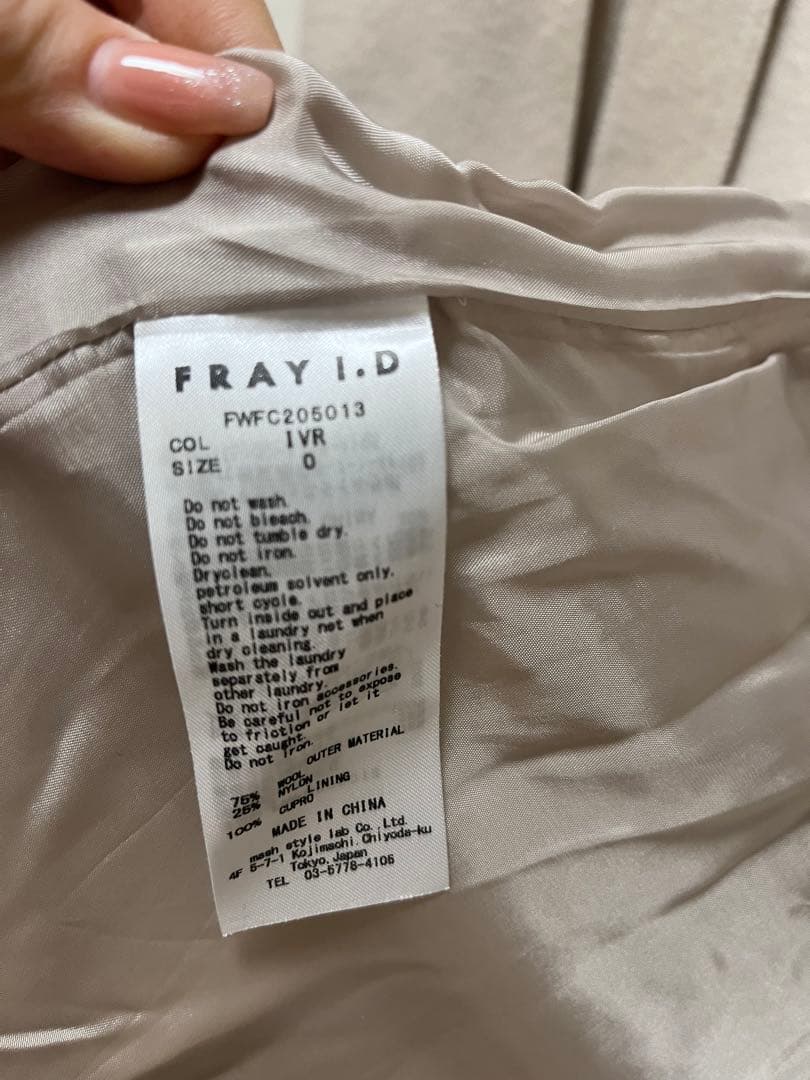 FRAY I.D
FWFC205013
COL IVR
SIZE 0
Do not wash.
Do not bleach.
Do not tumble dry.
Do not iron.
Dryclean.
petroleum solvent only.
short cycle.
Turn inside out and place
in a laundry net when
dry cleaning.
Wash the laundry
separately from
other laundry.
Do not iron accessories.
Be careful not to expose
to friction or let it
get caught.
Do not iron.
OUTER MATERIAL
75% WOOL
25% NYLON
LINING
100% CUPRO
MADE IN CHINA
mash style lab Co., Ltd.
4F 5-7-1 Kojimachi, Chiyoda-ku
Tokyo, Japan
TEL 03-5778-4106